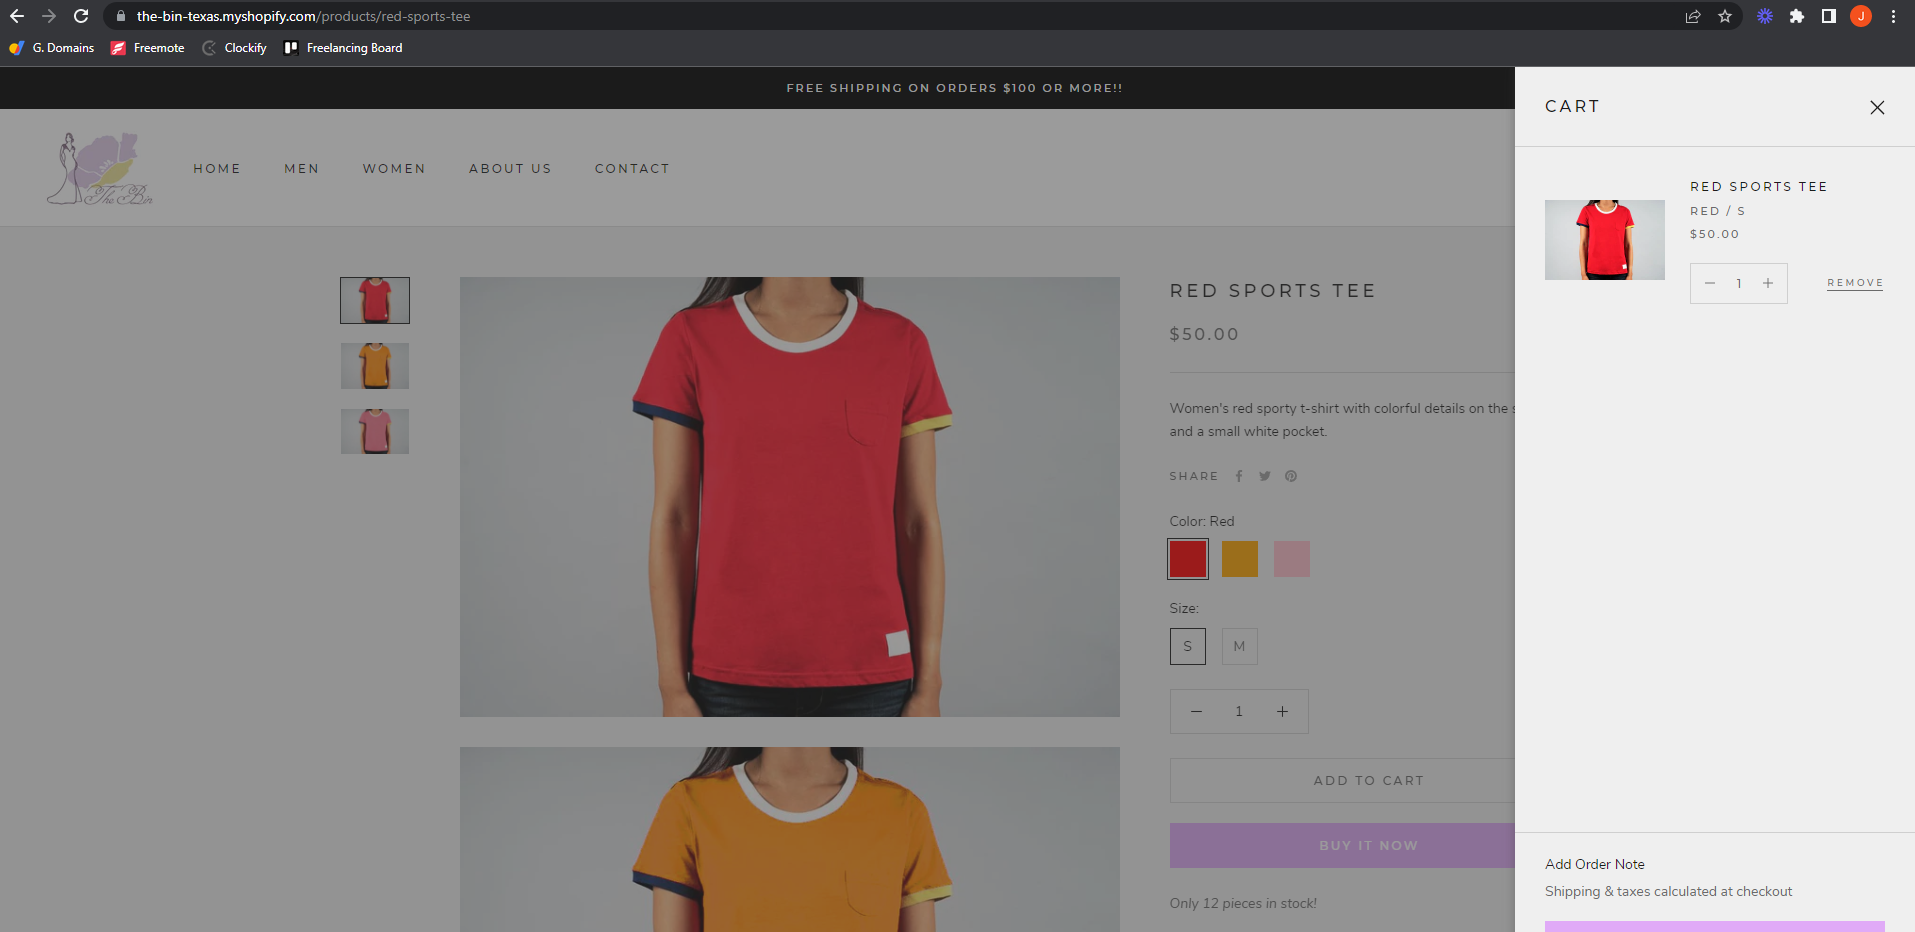 the-bin-texas.myshopify.com/products/red-sports-tee
J
G. Domains
Freemote
Clockify
Freelancing Board
FREE SHIPPING ON ORDERS $100 OR MORE!!
The Bin
HOME
MEN
WOMEN
ABOUT US
CONTACT
RED SPORTS TEE
$50.00
Women's red sporty t-shirt with colorful details on the s
and a small white pocket.
SHARE
Color: Red
Size:
S
M
1
ADD TO CART
BUY IT NOW
Only 12 pieces in stock!
CART
RED SPORTS TEE
RED / S
$50.00
1
REMOVE
Add Order Note
Shipping & taxes calculated at checkout